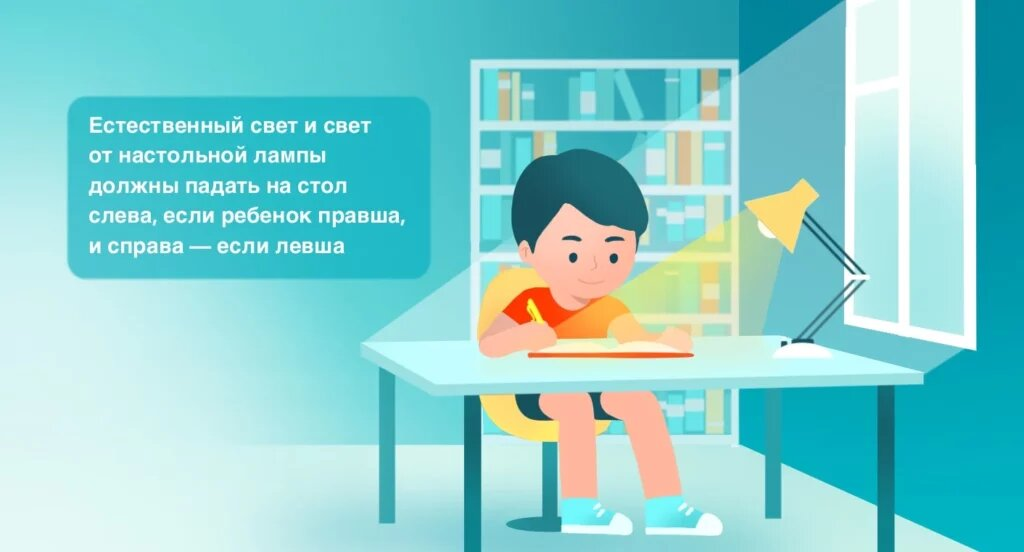 Естественный свет и свет
от настольной лампы
должны падать на стол
слева, если ребенок правша,
и справа — если левша